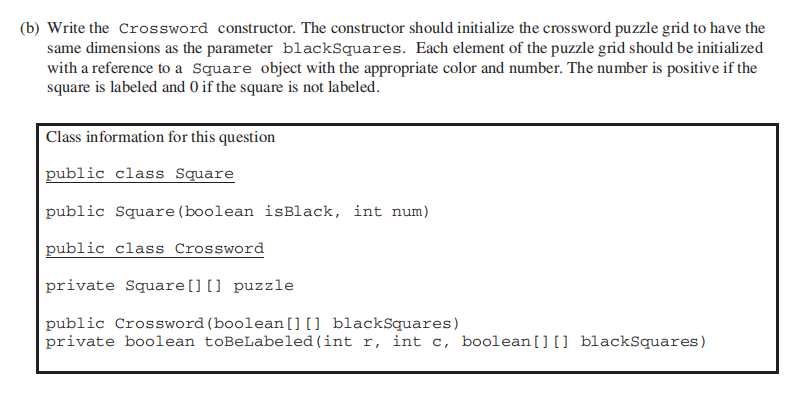 (b) Write the Crossword constructor. The constructor should initialize the crossword puzzle grid to have the
same dimensions as the parameter blackSquares. Each element of the puzzle grid should be initialized
with a reference to a Square object with the appropriate color and number. The number is positive if the
square is labeled and 0 if the square is not labeled.
Class information for this question
public class Square
public Square(boolean isBlack, int num)
public class Crossword
private Square[][] puzzle
public Crossword(boolean[][] blackSquares)
private boolean toBeLabeled(int r, int c, boolean[][] blackSquares)